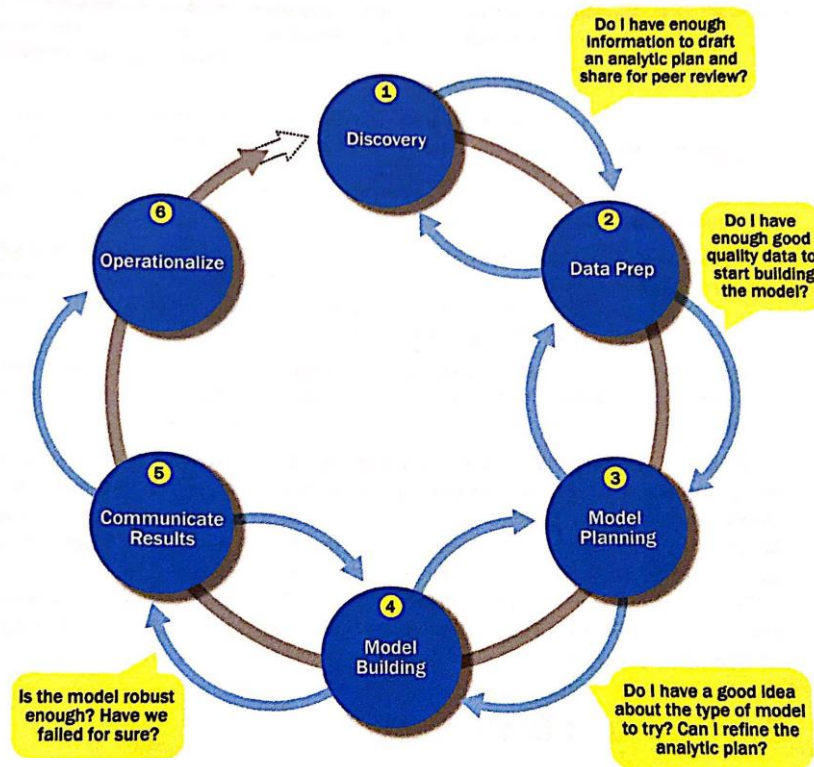 Do I have enough
information to draft
an analytic plan and
share for peer review?
1
Discovery
2
Data Prep
Do I have
enough good
quality data to
start building
the model?
3
Model
Planning
Do I have a good idea
about the type of model
to try? Can I refine the
analytic plan?
4
Model
Building
Is the model robust
enough? Have we
failed for sure?
5
Communicate
Results
6
Operationalize